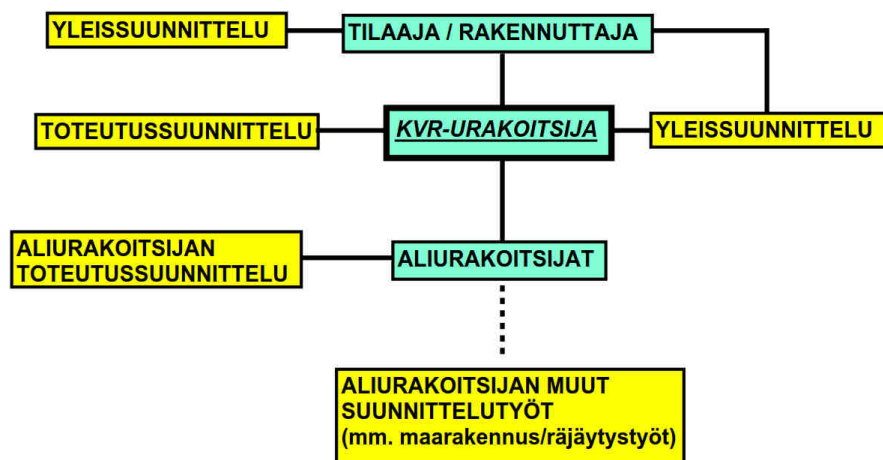 YLEISSUUNNITTELU
TILAAJA / RAKENNUTTAJA
TOTEUTUSSUUNNITTELU
KVR-URAKOITSIJA
YLEISSUUNNITTELU
ALIURAKOITSIJAN
TOTEUTUSSUUNNITTELU
ALIURAKOITSIJAT
ALIURAKOITSIJAN MUUT
SUUNNITTELUTYÖT
(mm. maarakennus/räjäytystyöt)